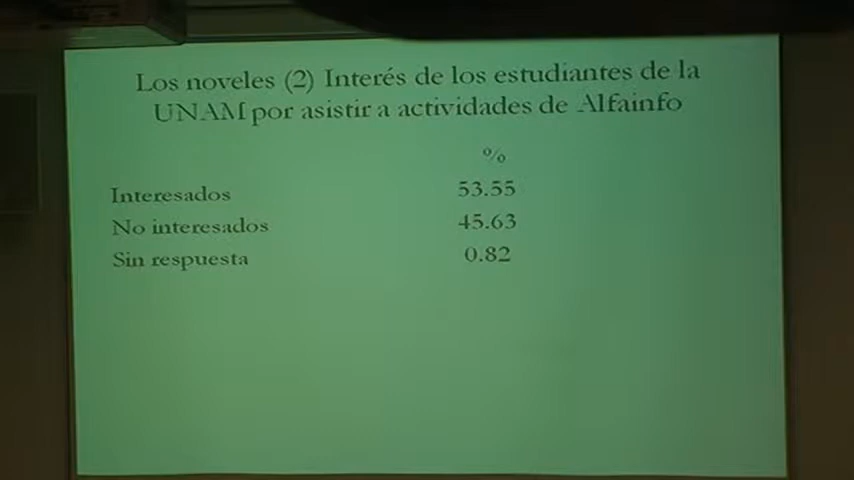 Los noveles (2) Interés de los estudiantes de la
UNAM por asistir a actividades de Alfainfo
%
Interesados 53.55
No interesados 45.63
Sin respuesta 0.82